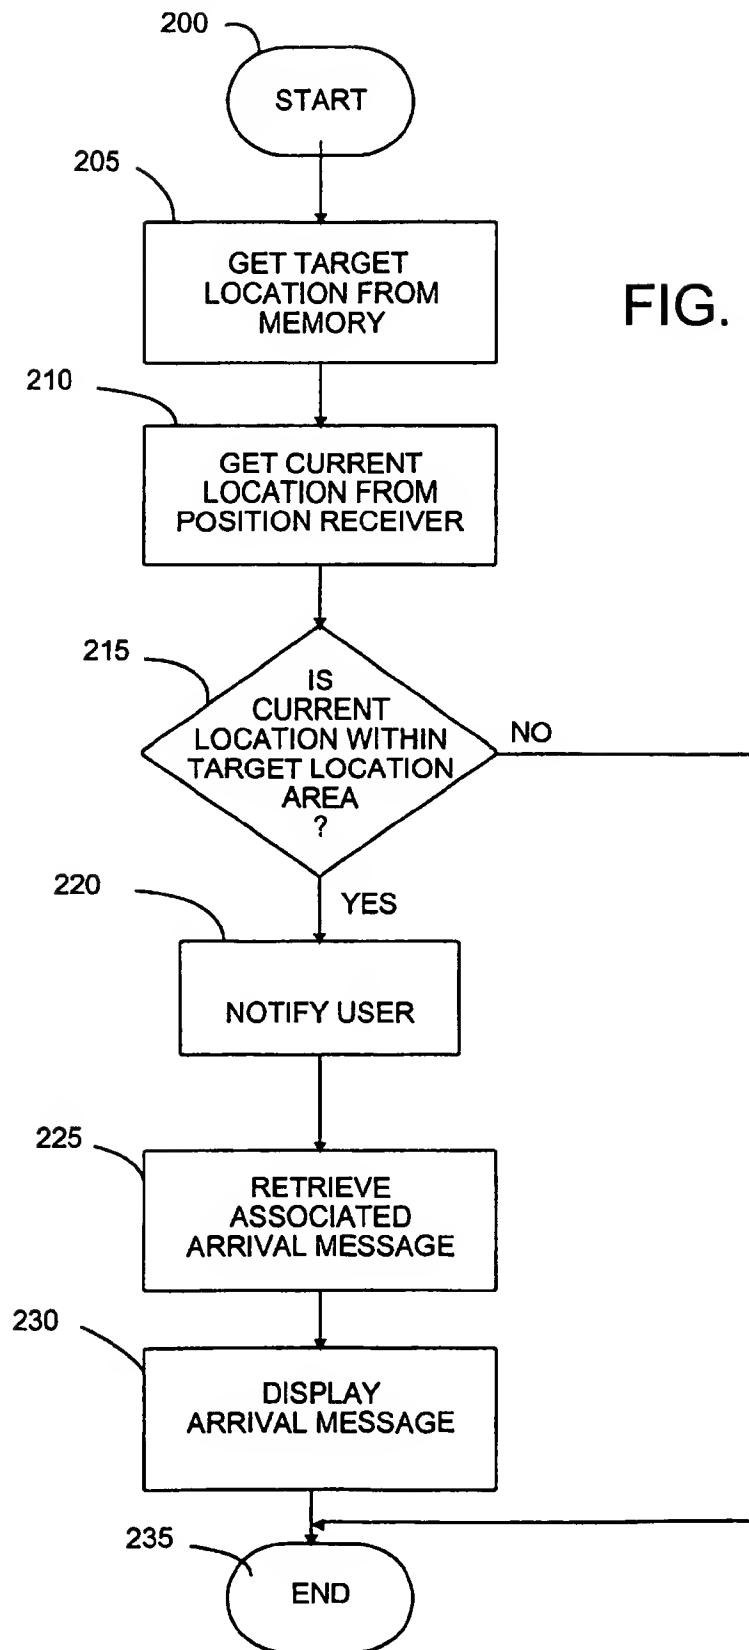 200
START
205
GET TARGET
LOCATION FROM
MEMORY
FIG.
210
GET CURRENT
LOCATION FROM
POSITION RECEIVER
215
IS
CURRENT
LOCATION WITHIN
TARGET LOCATION
AREA
?
NO
YES
220
NOTIFY USER
225
RETRIEVE
ASSOCIATED
ARRIVAL MESSAGE
230
DISPLAY
ARRIVAL MESSAGE
235
END